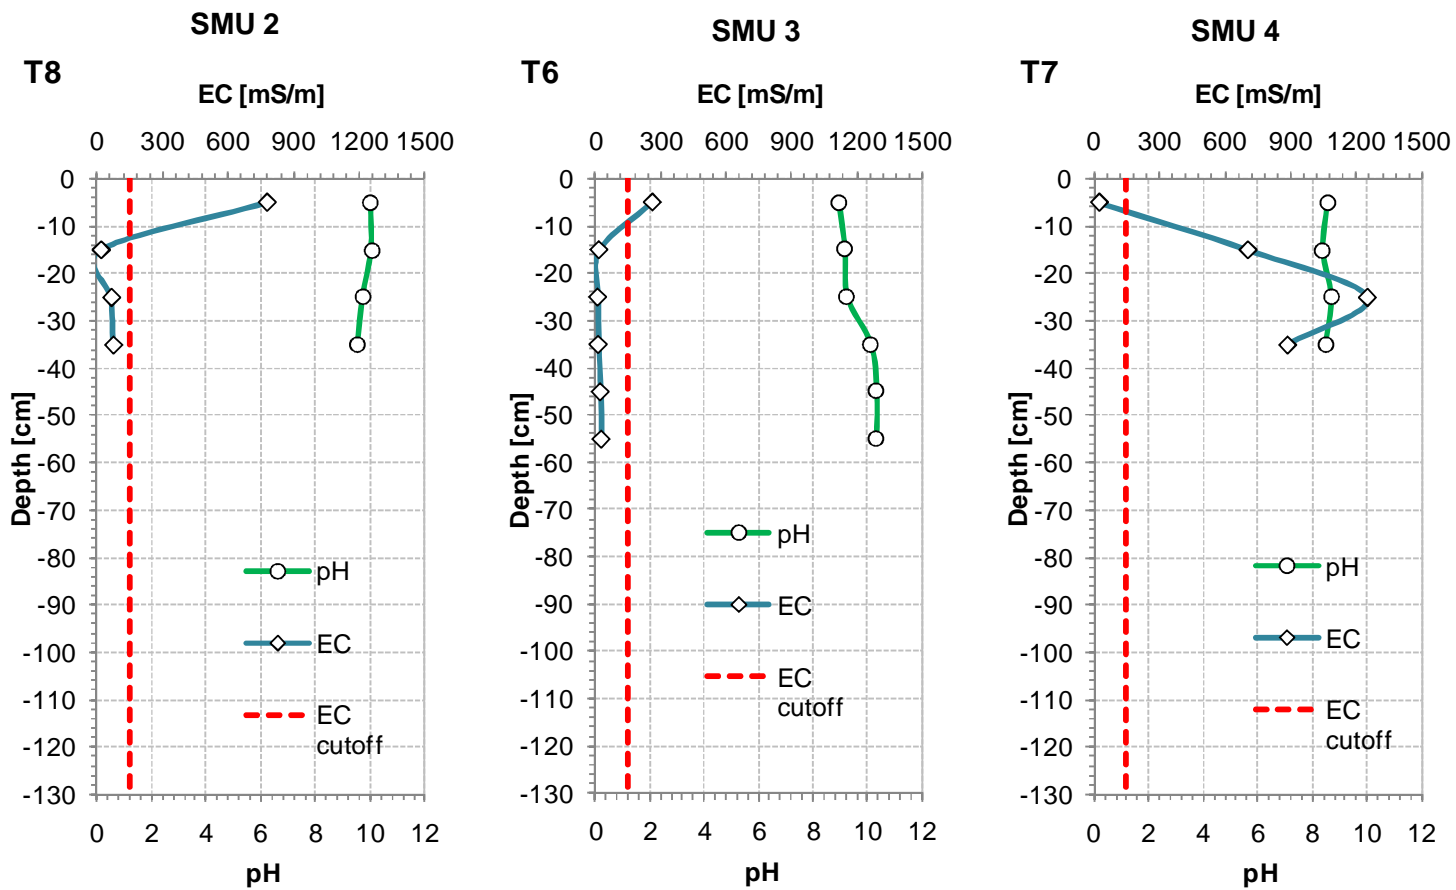 SMU 2
T8
EC [mS/m]
0 300 600 900 1200 1500
0
-10
-20
-30
-40
-50
-60
-70
-80
-90
-100
-110
-120
-130
Depth [cm]
pH
EC
EC
cutoff
0 2 4 6 8 10 12
pH
SMU 3
T6
EC [mS/m]
0 300 600 900 1200 1500
0
-10
-20
-30
-40
-50
-60
-70
-80
-90
-100
-110
-120
-130
Depth [cm]
pH
EC
EC
cutoff
0 2 4 6 8 10 12
pH
SMU 4
T7
EC [mS/m]
0 300 600 900 1200 1500
0
-10
-20
-30
-40
-50
-60
-70
-80
-90
-100
-110
-120
-130
Depth [cm]
pH
EC
EC
cutoff
0 2 4 6 8 10 12
pH